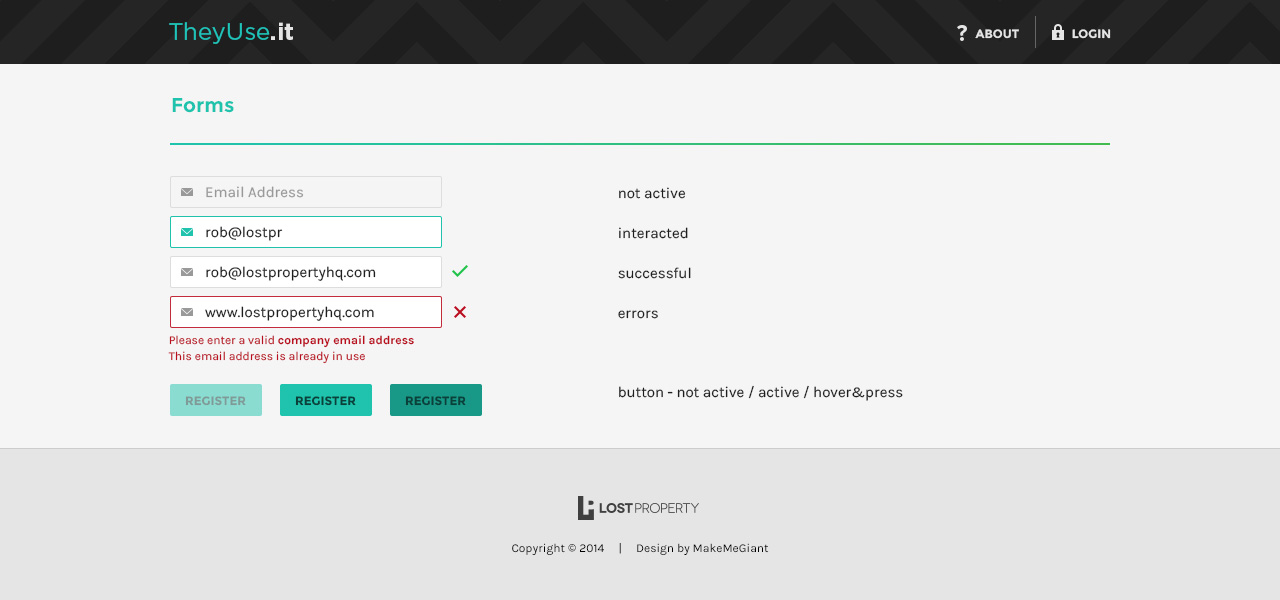 TheyUse.it
? ABOUT
LOGIN
Forms
Email Address
not active
rob@lostpr
interacted
rob@lostpropertyhq.com
successful
www.lostpropertyhq.com
errors
Please enter a valid company email address
This email address is already in use
REGISTER REGISTER REGISTER
button - not active / active / hover&press
LOSTPROPERTY
Copyright © 2014 | Design by MakeMeGiant